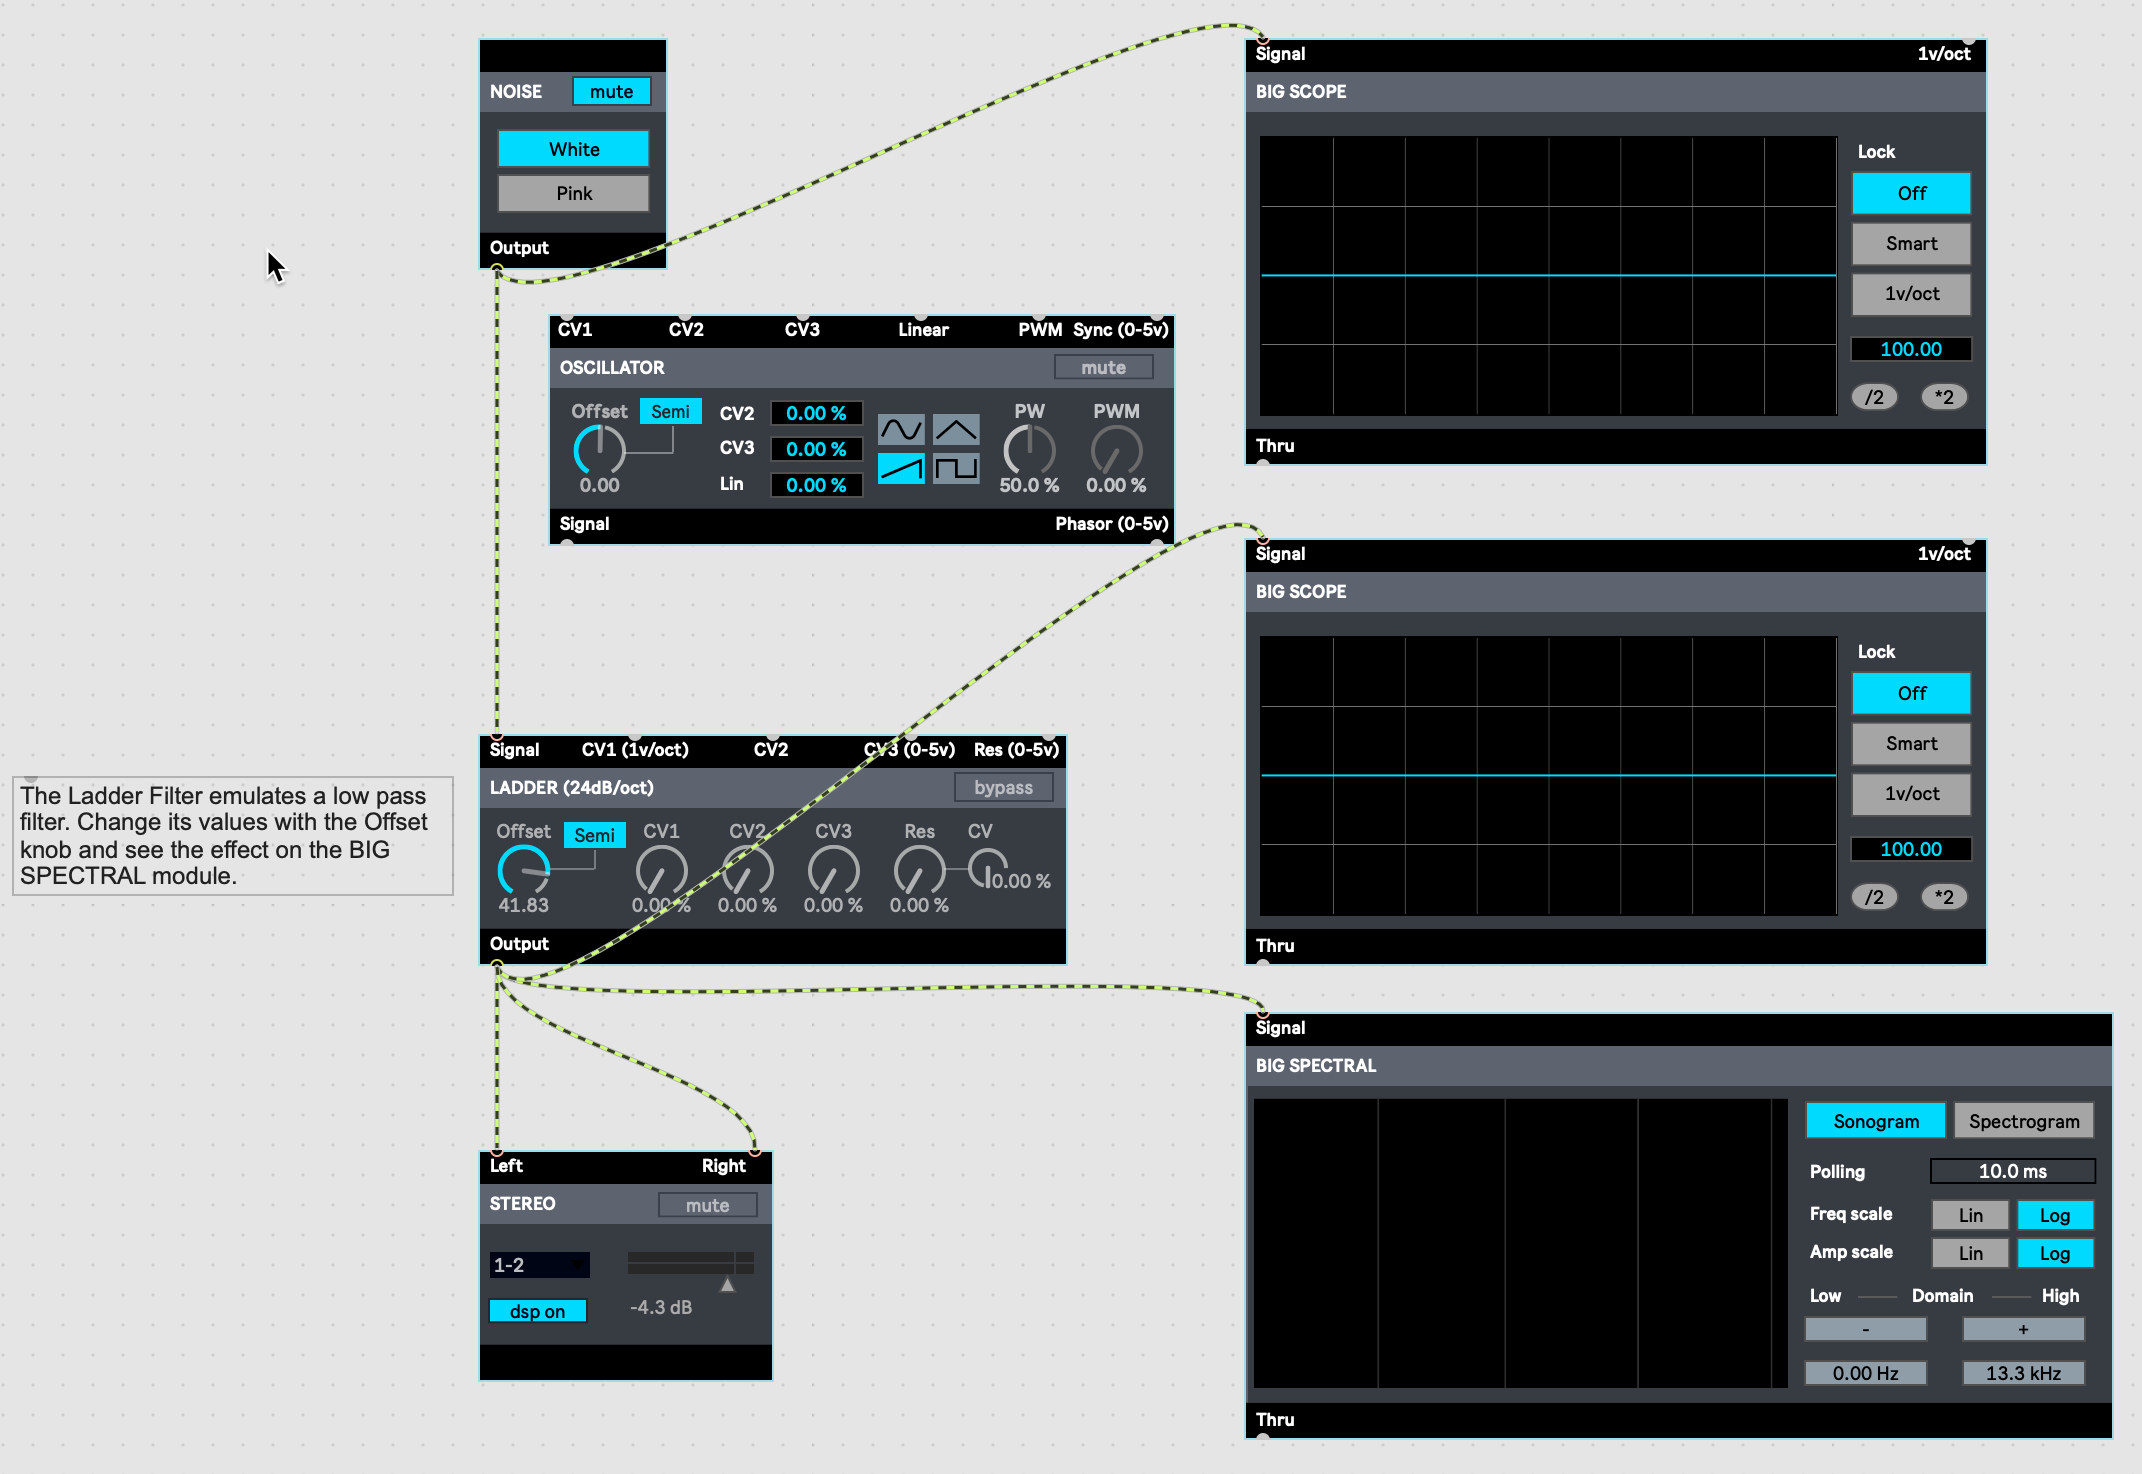 NOISE mute
White
Pink
Output
Signal 1v/oct
BIG SCOPE
Lock
Off
Smart
1v/oct
100.00
/2 *2
Thru
CV1 CV2 CV3 Linear PWM Sync (0-5v)
OSCILLATOR mute
Offset Semi
0.00
CV2 0.00 %
CV3 0.00 %
Lin 0.00 %
PW PWM
50.0 % 0.00 %
Signal Phasor (0-5v)
Signal 1v/oct
BIG SCOPE
Lock
Off
Smart
1v/oct
100.00
/2 *2
Thru
The Ladder Filter emulates a low pass
filter. Change its values with the Offset
knob and see the effect on the BIG
SPECTRAL module.
Signal CV1 (1v/oct) CV2 CV3 (0-5v) Res (0-5v)
LADDER (24dB/oct) bypass
Offset Semi CV1 CV2 CV3 Res CV
0.00 %
41.83 0.00 % 0.00 % 0.00 % 0.00 %
Output
Signal
BIG SPECTRAL
Sonogram Spectrogram
Polling 10.0 ms
Freq scale Lin Log
Amp scale Lin Log
Low Domain High
- +
0.00 Hz 13.3 kHz
Thru
Left Right
STEREO mute
1-2
dsp on -4.3 dB